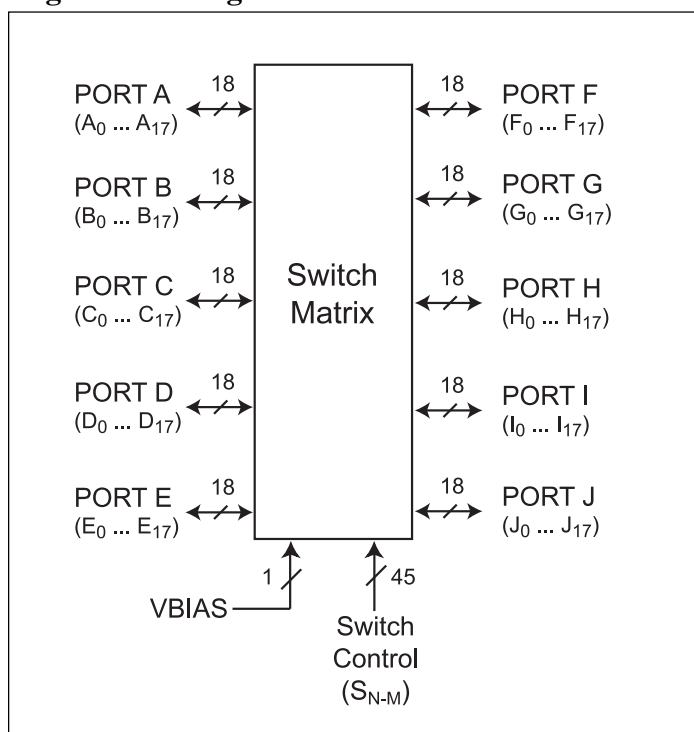 PORT A
18
(A0 ... A17)
PORT B
18
(B0 ... B17)
PORT C
18
(C0 ... C17)
PORT D
18
(D0 ... D17)
PORT E
18
(E0 ... E17)
Switch
Matrix
18
PORT F
(F0 ... F17)
18
PORT G
(G0 ... G17)
18
PORT H
(H0 ... H17)
18
PORT I
(I0 ... I17)
18
PORT J
(J0 ... J17)
1
VBIAS
45
Switch
Control
(SN-M)